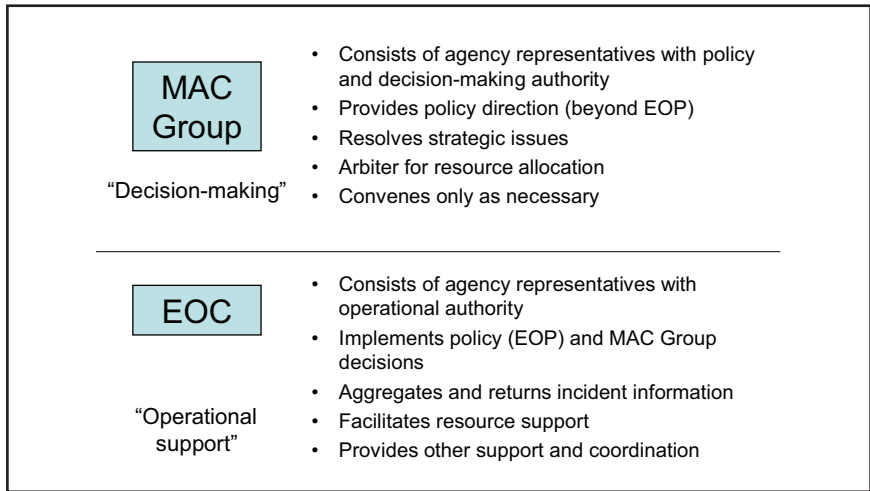 MAC
Group
“Decision-making”
• Consists of agency representatives with policy
and decision-making authority
• Provides policy direction (beyond EOP)
• Resolves strategic issues
• Arbiter for resource allocation
• Convenes only as necessary
EOC
“Operational
support”
• Consists of agency representatives with
operational authority
• Implements policy (EOP) and MAC Group
decisions
• Aggregates and returns incident information
• Facilitates resource support
• Provides other support and coordination